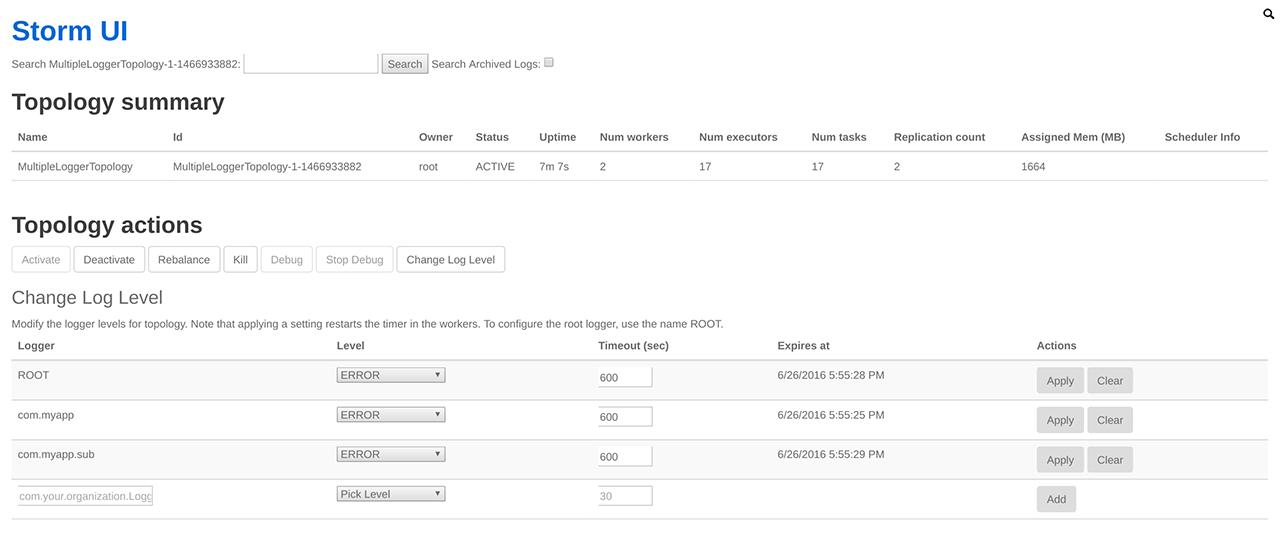 Storm UI
Search MultipleLoggerTopology-1-1466933882: Search Search Archived Logs:
Topology summary
Name Id Owner Status Uptime Num workers Num executors Num tasks Replication count Assigned Mem (MB) Scheduler Info
MultipleLoggerTopology MultipleLoggerTopology-1-1466933882 root ACTIVE 7m 7s 2 17 17 2 1664
Topology actions
Activate Deactivate Rebalance Kill Debug Stop Debug Change Log Level
Change Log Level
Modify the logger levels for topology. Note that applying a setting restarts the timer in the workers. To configure the root logger, use the name ROOT.
Logger Level Timeout (sec) Expires at Actions
ROOT ERROR 600 6/26/2016 5:55:28 PM Apply Clear
com.myapp ERROR 600 6/26/2016 5:55:25 PM Apply Clear
com.myapp.sub ERROR 600 6/26/2016 5:55:29 PM Apply Clear
com.your.organization.Logg Pick Level 30 Add